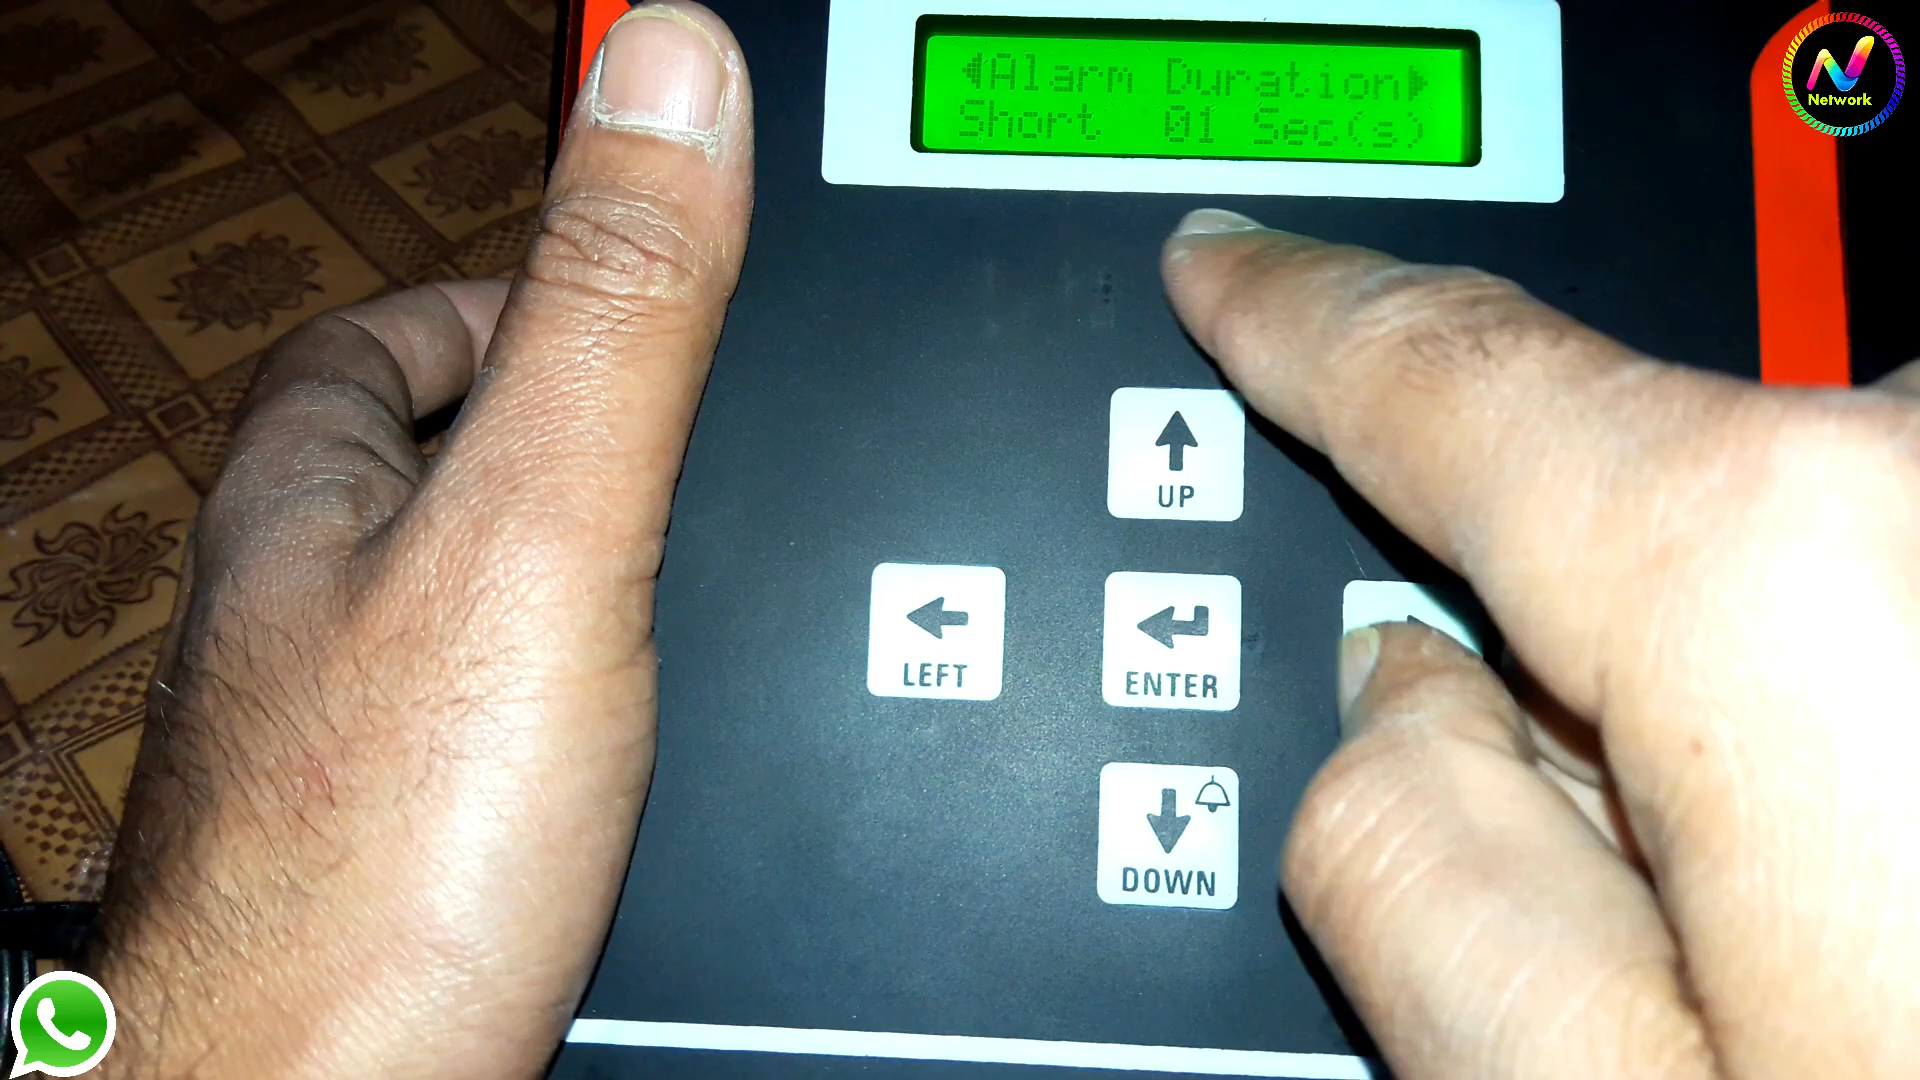 Alarm Duration
Short 01 Sec(s)
Network
UP
LEFT
ENTER
DOWN